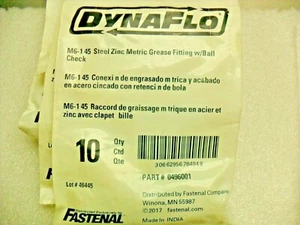 DYNAFLO
M6-1 45 Steel Zinc Metric Grease Fitting w/Ball
Check
M6-1 45 Conexi n de engrasado m trica y acabado
en acero cincado con retenci n de bola
M6-1 45 Raccord de graissage m trique en acier et
zinc avec clapet bille
10
Qty
Cnd
Qte
PART # 0496001
Lot # 46445
Distributed by Fastenal Company
Winona, MN 55987
©2017 fastenal.com
Made In: INDIA
FASTENAL